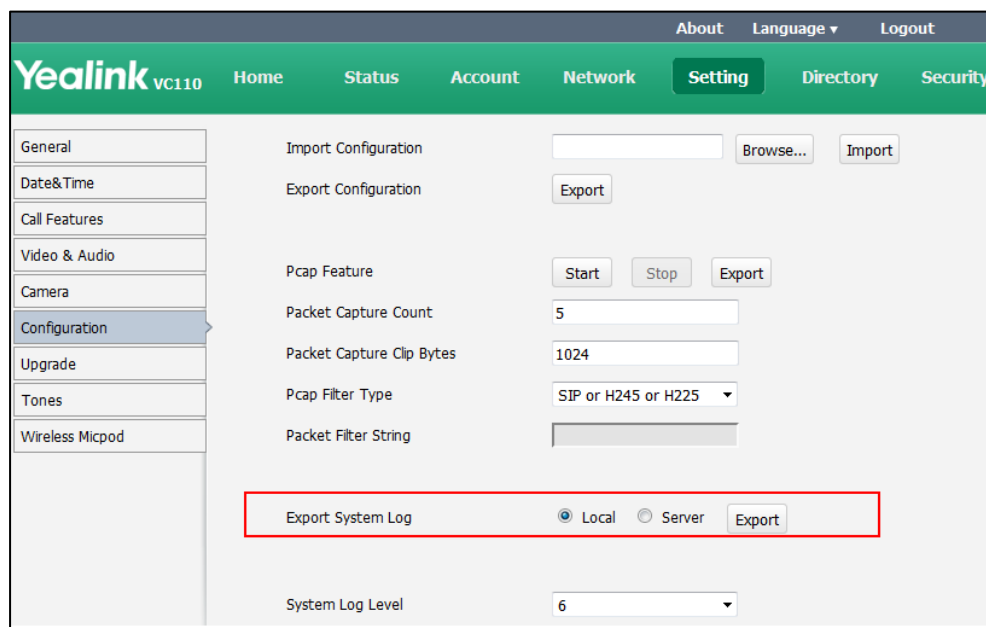 About Language ▾ Logout
Yealink VC110 Home Status Account Network Setting Directory Security
General
Date&Time
Call Features
Video & Audio
Camera
Configuration
Upgrade
Tones
Wireless Micpod
Import Configuration Browse... Import
Export Configuration Export
Pcap Feature Start Stop Export
Packet Capture Count 5
Packet Capture Clip Bytes 1024
Pcap Filter Type SIP or H245 or H225
Packet Filter String
Export System Log Local Server Export
System Log Level 6